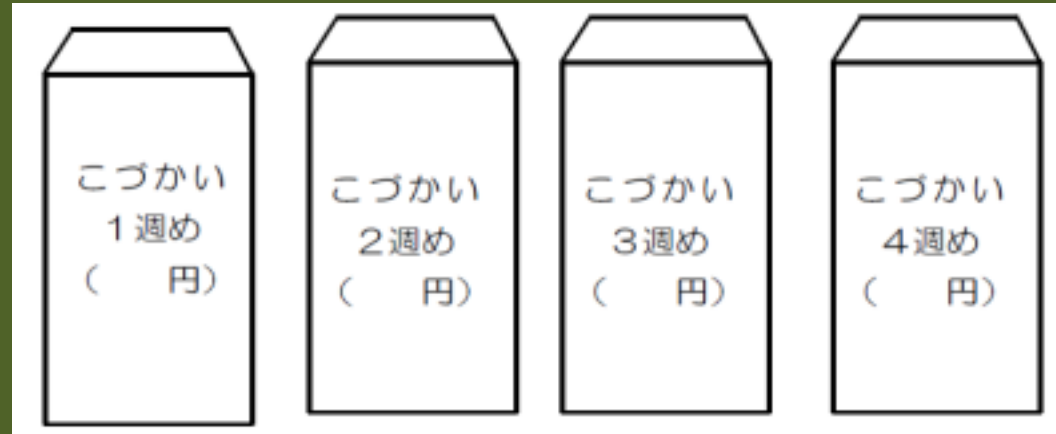 こづかい
1週め
(　　円)
こづかい
2週め
(　　円)
こづかい
3週め
(　　円)
こづかい
4週め
(　　円)